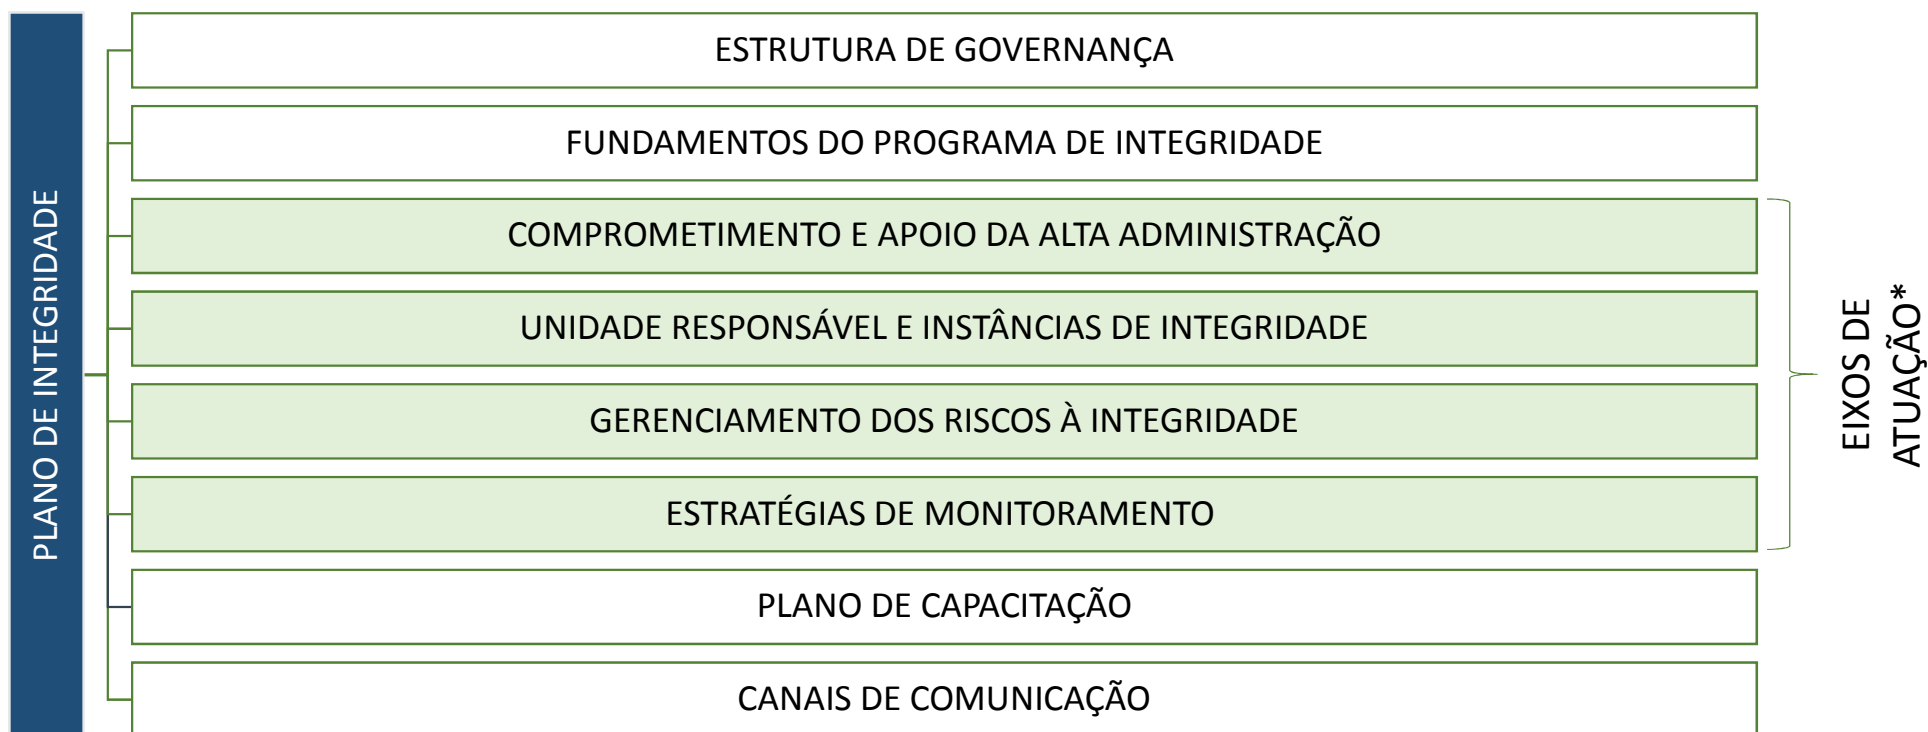 PLANO DE INTEGRIDADE
ESTRUTURA DE GOVERNANÇA
FUNDAMENTOS DO PROGRAMA DE INTEGRIDADE
COMPROMETIMENTO E APOIO DA ALTA ADMINISTRAÇÃO
UNIDADE RESPONSÁVEL E INSTÂNCIAS DE INTEGRIDADE
GERENCIAMENTO DOS RISCOS À INTEGRIDADE
ESTRATÉGIAS DE MONITORAMENTO
PLANO DE CAPACITAÇÃO
CANAIS DE COMUNICAÇÃO
EIXOS DE
ATUAÇÃO*